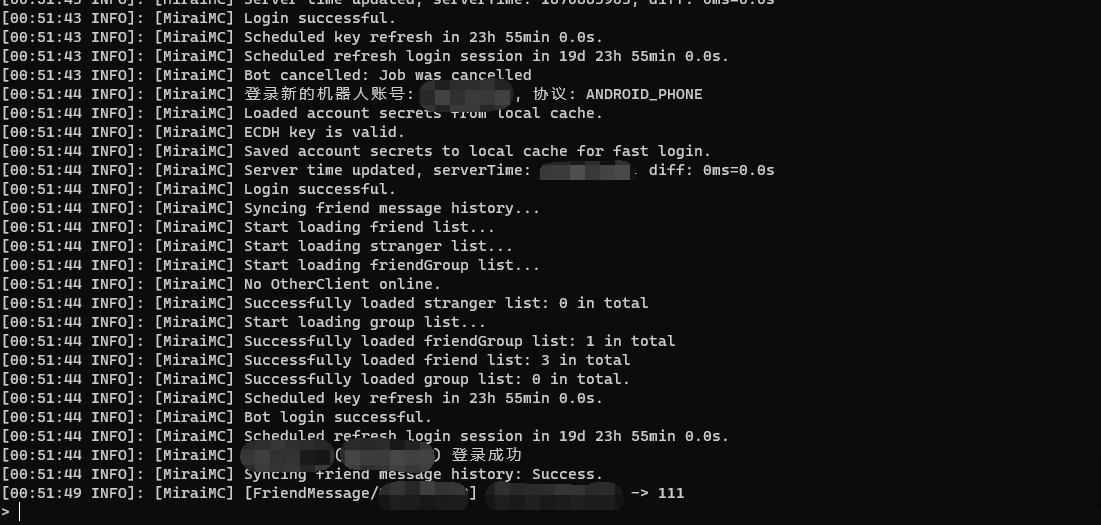 [00:51:43 INFO]: [MiraiMC] Server time updated, serverTime: diff: 0ms=0.0s
[00:51:43 INFO]: [MiraiMC] Login successful.
[00:51:43 INFO]: [MiraiMC] Scheduled key refresh in 23h 55min 0.0s.
[00:51:43 INFO]: [MiraiMC] Scheduled refresh login session in 19d 23h 55min 0.0s.
[00:51:43 INFO]: [MiraiMC] Bot cancelled: Job was cancelled
[00:51:44 INFO]: [MiraiMC] 登录新的机器人账号: , 协议: ANDROID_PHONE
[00:51:44 INFO]: [MiraiMC] Loaded account secrets from local cache.
[00:51:44 INFO]: [MiraiMC] ECDH key is valid.
[00:51:44 INFO]: [MiraiMC] Saved account secrets to local cache for fast login.
[00:51:44 INFO]: [MiraiMC] Server time updated, serverTime: . diff: 0ms=0.0s
[00:51:44 INFO]: [MiraiMC] Login successful.
[00:51:44 INFO]: [MiraiMC] Syncing friend message history...
[00:51:44 INFO]: [MiraiMC] Start loading friend list...
[00:51:44 INFO]: [MiraiMC] Start loading stranger list...
[00:51:44 INFO]: [MiraiMC] Start loading friendGroup list...
[00:51:44 INFO]: [MiraiMC] No OtherClient online.
[00:51:44 INFO]: [MiraiMC] Successfully loaded stranger list: 0 in total
[00:51:44 INFO]: [MiraiMC] Start loading group list...
[00:51:44 INFO]: [MiraiMC] Successfully loaded friendGroup list: 1 in total
[00:51:44 INFO]: [MiraiMC] Successfully loaded friend list: 3 in total
[00:51:44 INFO]: [MiraiMC] Successfully loaded group list: 0 in total.
[00:51:44 INFO]: [MiraiMC] Scheduled key refresh in 23h 55min 0.0s.
[00:51:44 INFO]: [MiraiMC] Bot login successful.
[00:51:44 INFO]: [MiraiMC] Scheduled refresh login session in 19d 23h 55min 0.0s.
[00:51:44 INFO]: [MiraiMC] ( ) 登录成功
[00:51:44 INFO]: [MiraiMC] Syncing friend message history: Success.
[00:51:49 INFO]: [MiraiMC] [FriendMessage/ ] -> 111
>